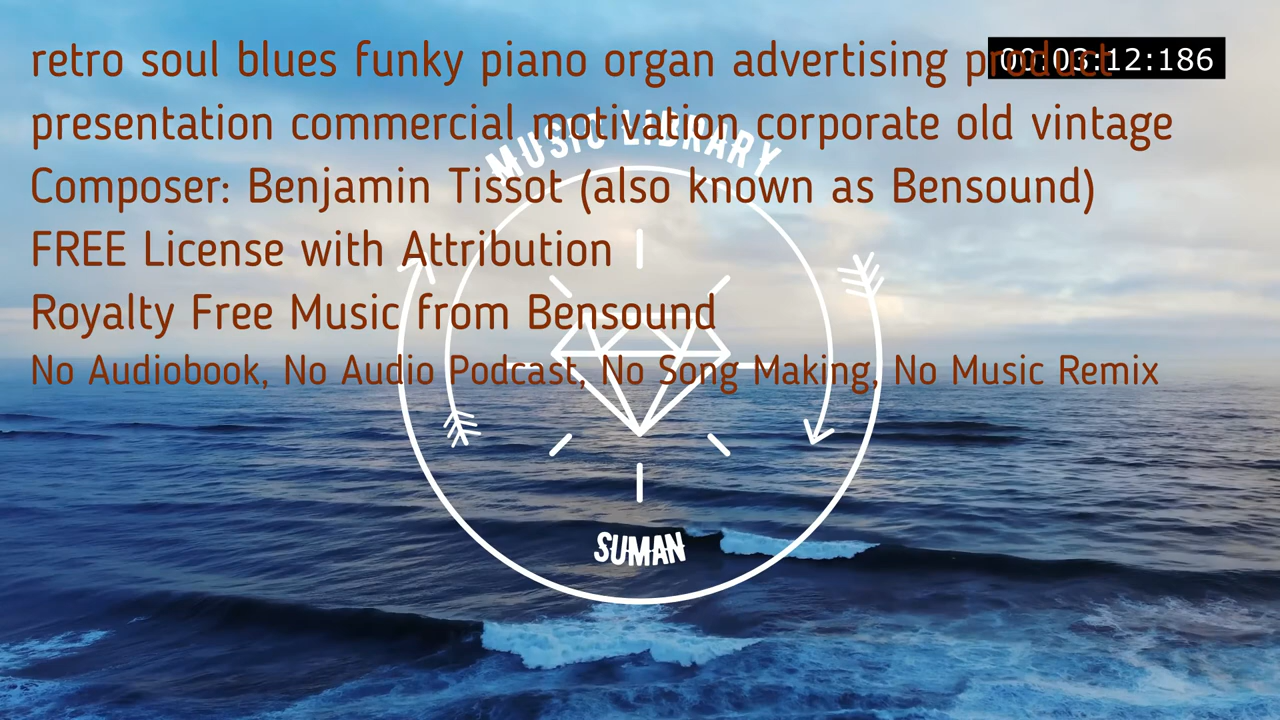 retro soul blues funky piano organ advertising product
00:03:12:186
presentation commercial motivation corporate old vintage
MUSIC LIBRARY
Composer: Benjamin Tissot (also known as Bensound)
FREE License with Attribution
Royalty Free Music from Bensound
No Audiobook, No Audio Podcast, No Song Making, No Music Remix
SUMAN